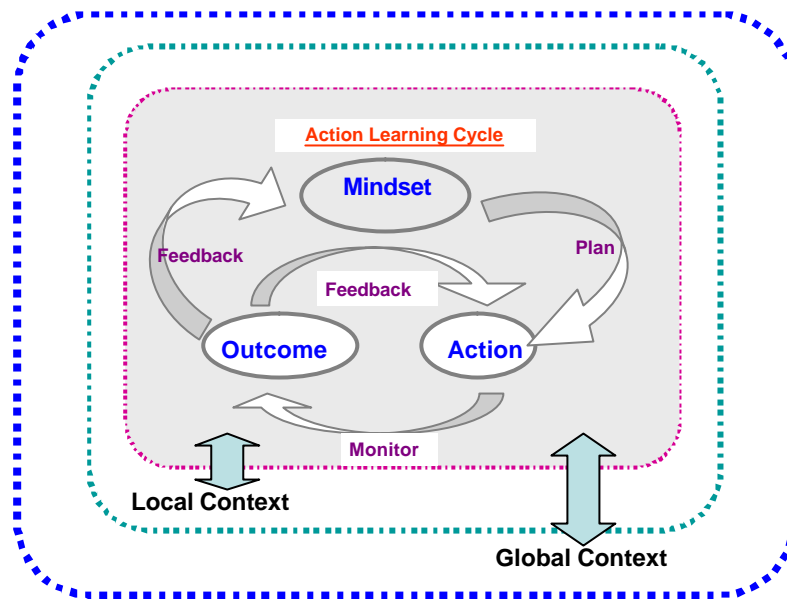 Action Learning Cycle
Mindset
Feedback
Plan
Feedback
Outcome
Action
Monitor
Local Context
Global Context